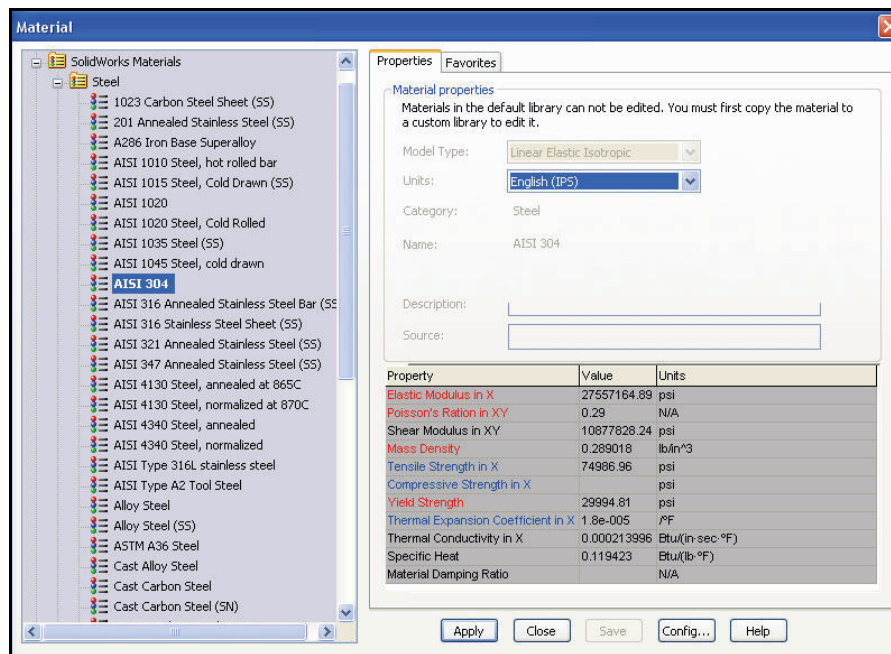 Material
SolidWorks Materials
Steel
1023 Carbon Steel Sheet (SS)
201 Annealed Stainless Steel (SS)
A286 Iron Base Superalloy
AISI 1010 Steel, hot rolled bar
AISI 1015 Steel, Cold Drawn (SS)
AISI 1020
AISI 1020 Steel, Cold Rolled
AISI 1035 Steel (SS)
AISI 1045 Steel, cold drawn
AISI 304
AISI 316 Annealed Stainless Steel Bar (SS
AISI 316 Stainless Steel Sheet (SS)
AISI 321 Annealed Stainless Steel (SS)
AISI 347 Annealed Stainless Steel (SS)
AISI 4130 Steel, annealed at 865C
AISI 4130 Steel, normalized at 870C
AISI 4340 Steel, annealed
AISI 4340 Steel, normalized
AISI Type 316L stainless steel
AISI Type A2 Tool Steel
Alloy Steel
Alloy Steel (SS)
ASTM A36 Steel
Cast Alloy Steel
Cast Carbon Steel
Cast Carbon Steel (SN)
Properties Favorites
Material properties
Materials in the default library can not be edited. You must first copy the material to
a custom library to edit it.
Model Type: Linear Elastic Isotropic
Units: English (IPS)
Category: Steel
Name: AISI 304
Description:
Source:
Property Value Units
Elastic Modulus in X 27557164.89 psi
Poisson's Ration in XY 0.29 N/A
Shear Modulus in XY 10877828.24 psi
Mass Density 0.289018 lb/in^3
Tensile Strength in X 74986.96 psi
Compressive Strength in X psi
Yield Strength 29994.81 psi
Thermal Expansion Coefficient in X 1.8e-005 /°F
Thermal Conductivity in X 0.000213996 Btu/(in·sec·°F)
Specific Heat 0.119423 Btu/(lb·°F)
Material Damping Ratio N/A
Apply Close Save Config... Help